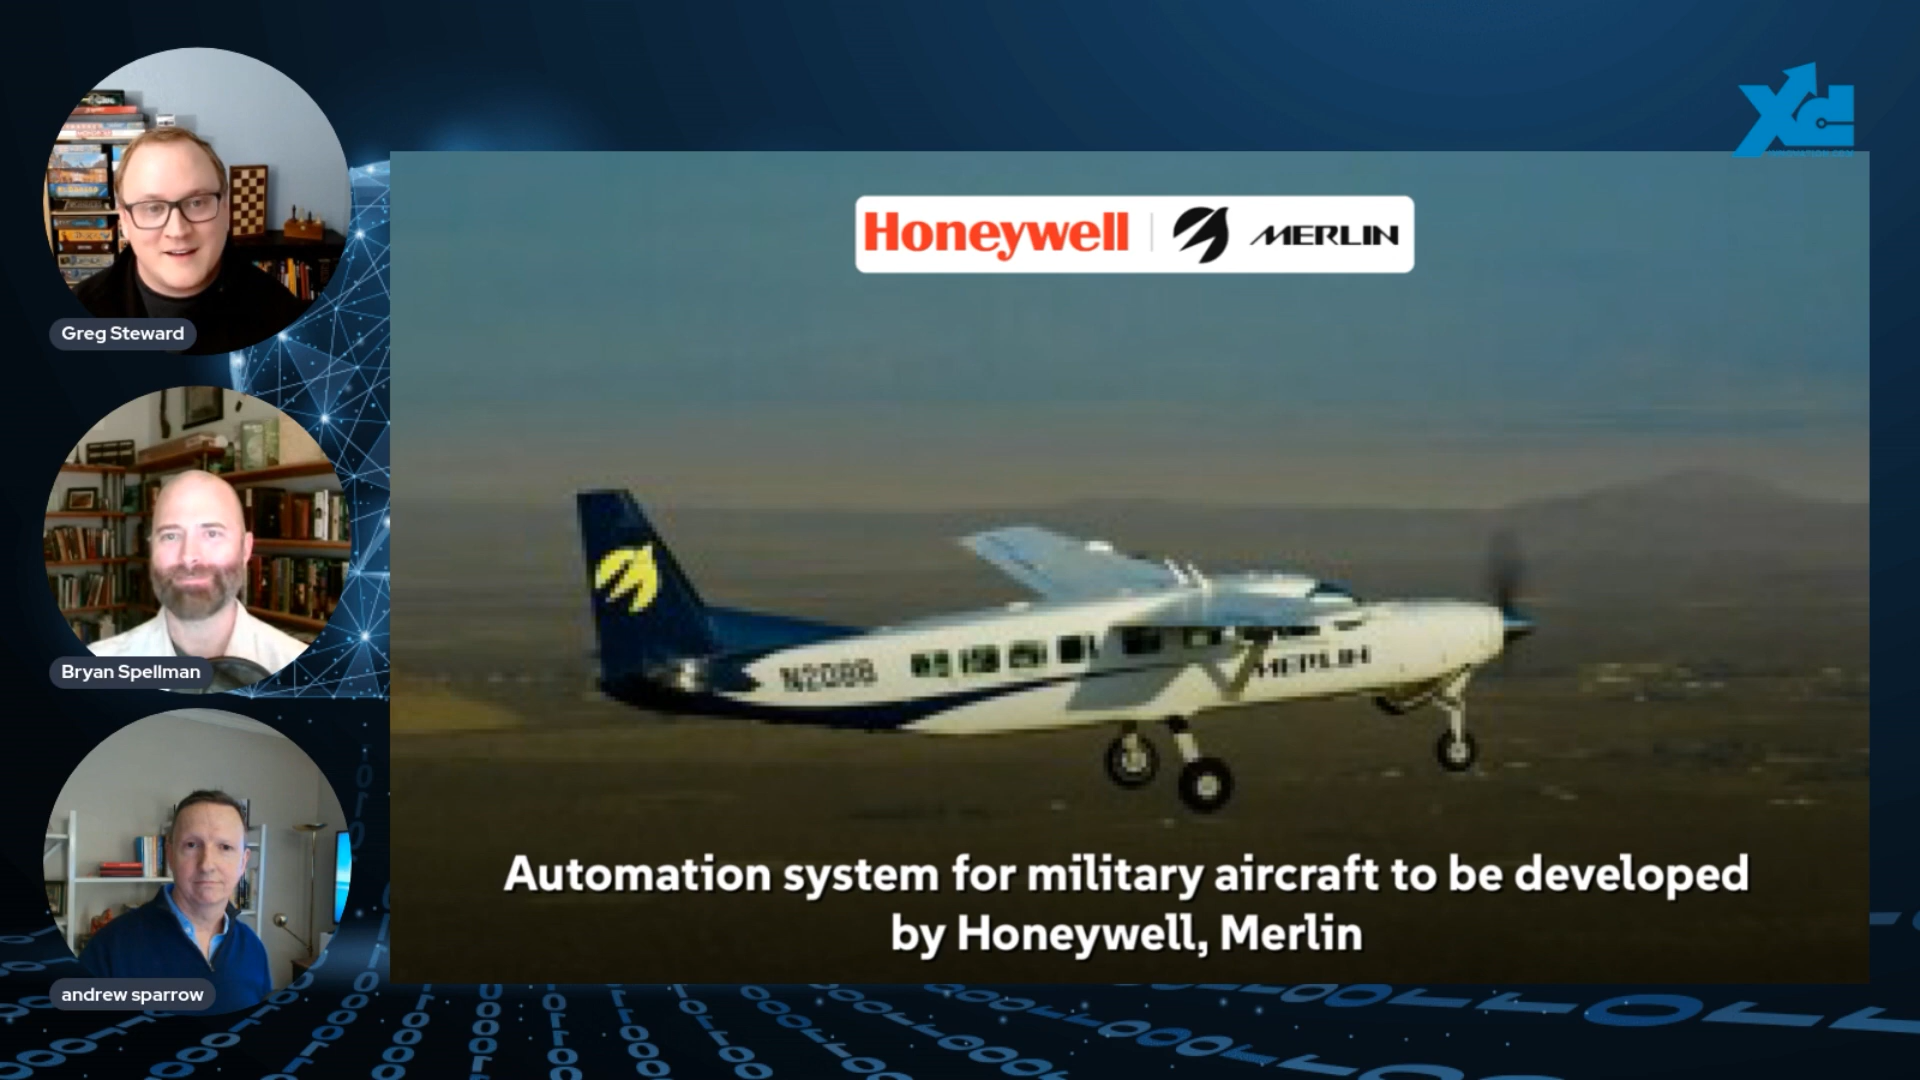 Greg Steward
Bryan Spellman
andrew sparrow
Xd
Honeywell | MERLIN
N208B
MERLIN
Automation system for military aircraft to be developed
by Honeywell, Merlin